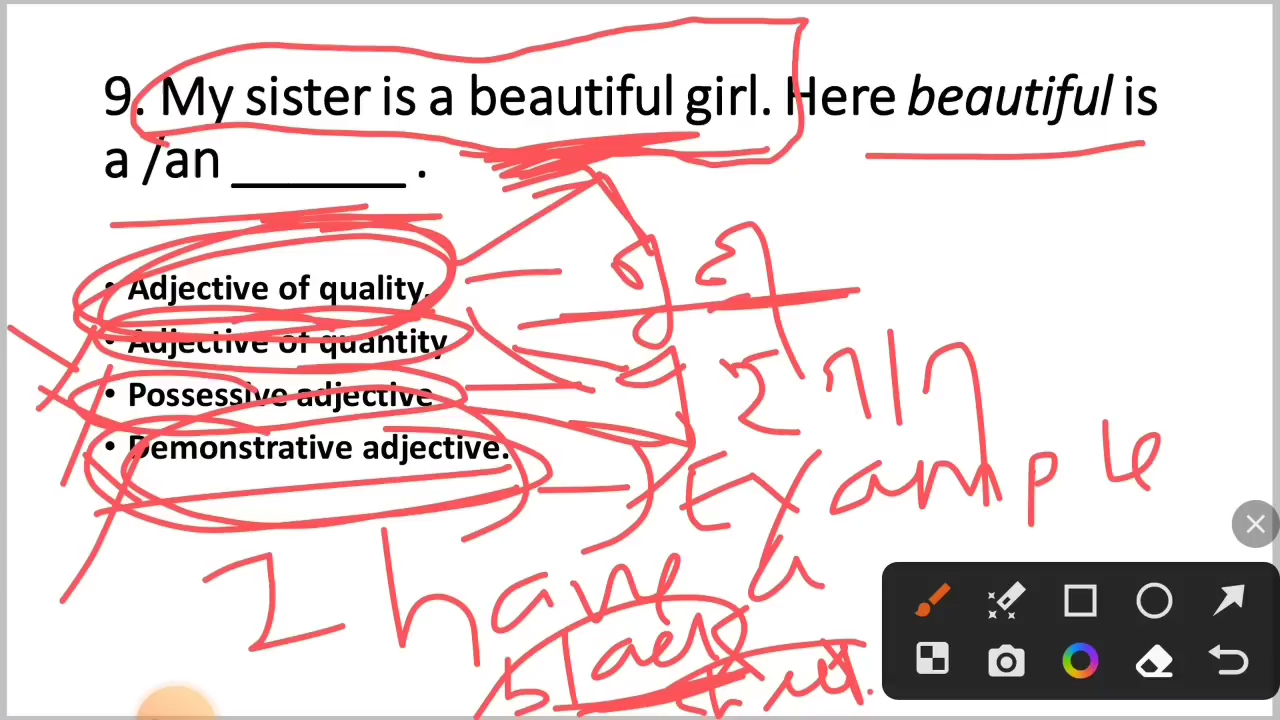 9. My sister is a beautiful girl. Here beautiful is
a /an _______ .
• Adjective of quality.
• Adjective of quantity
• Possessive adjective
• Demonstrative adjective.
Example
I have a
black